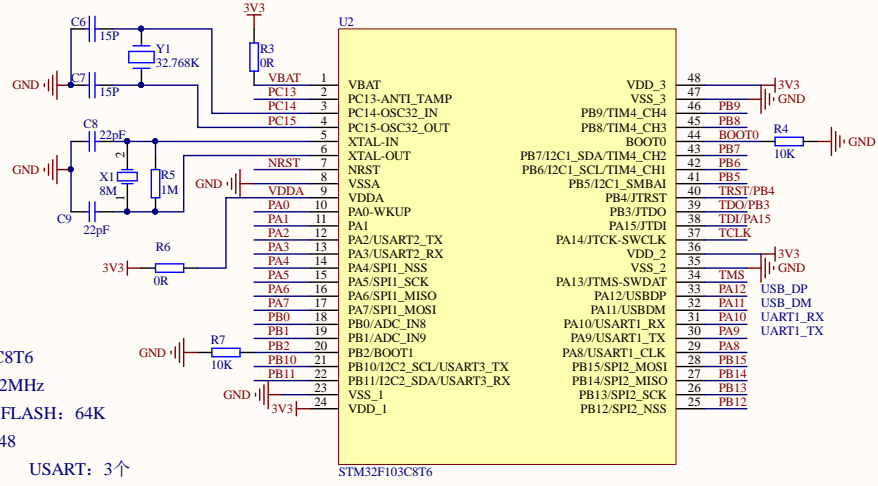 3V3
U2
C6
15P
Y1
32.768K
R3
0R
GND
C7
15P
VBAT 1 VBAT
PC13 2 PC13-ANTI_TAMP
PC14 3 PC14-OSC32_IN
PC15 4 PC15-OSC32_OUT
5 XTAL-IN
6 XTAL-OUT
NRST 7 NRST
GND 8 VSSA
VDDA 9 VDDA
PA0 10 PA0-WKUP
PA1 11 PA1
PA2 12 PA2/USART2_TX
PA3 13 PA3/USART2_RX
PA4 14 PA4/SPI1_NSS
PA5 15 PA5/SPI1_SCK
PA6 16 PA6/SPI1_MISO
PA7 17 PA7/SPI1_MOSI
PB0 18 PB0/ADC_IN8
PB1 19 PB1/ADC_IN9
PB2 20 PB2/BOOT1
PB10 21 PB10/I2C2_SCL/USART3_TX
PB11 22 PB11/I2C2_SDA/USART3_RX
GND 23 VSS_1
3V3 24 VDD_1
C8
22pF
GND
2
X1
8M
1
R5
1M
C9
22pF
R6
3V3
0R
R7
GND
10K
VDD_3 48 3V3
VSS_3 47 GND
PB9/TIM4_CH4 46 PB9
PB8/TIM4_CH3 45 PB8
BOOT0 44 BOOT0
R4
10K
GND
PB7/I2C1_SDA/TIM4_CH2 43 PB7
PB6/I2C1_SCL/TIM4_CH1 42 PB6
PB5/I2C1_SMBAI 41 PB5
PB4/JTRST 40 TRST/PB4
PB3/JTDO 39 TDO/PB3
PA15/JTDI 38 TDI/PA15
PA14/JTCK-SWCLK 37 TCLK
VDD_2 36 3V3
VSS_2 35 GND
PA13/JTMS-SWDAT 34 TMS
PA12/USBDP 33 PA12 USB_DP
PA11/USBDM 32 PA11 USB_DM
PA10/USART1_RX 31 PA10 UART1_RX
PA9/USART1_TX 30 PA9 UART1_TX
PA8/USART1_CLK 29 PA8
PB15/SPI2_MOSI 28 PB15
PB14/SPI2_MISO 27 PB14
PB13/SPI2_SCK 26 PB13
PB12/SPI2_NSS 25 PB12
STM32F103C8T6
C8T6
2MHz
FLASH：64K
48
USART：3个